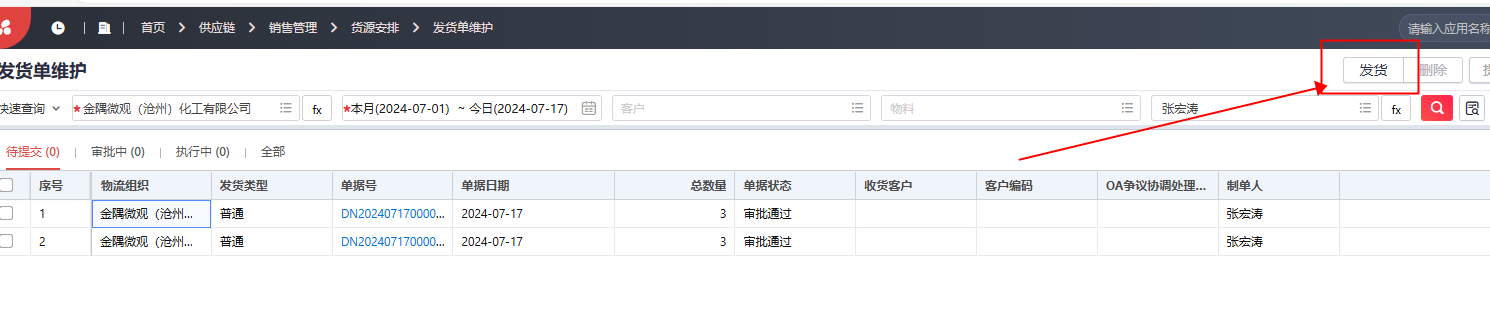 首页 供应链 销售管理 货源安排 发货单维护 请输入应用名称
发货单维护 发货 删除
快速查询 *金隅微观（沧州）化工有限公司 fx *本月(2024-07-01) ~ 今日(2024-07-17) 客户 物料 张宏涛 fx
待提交 (0) 审批中 (0) 执行中 (0) 全部
序号 物流组织 发货类型 单据号 单据日期 总数量 单据状态 收货客户 客户编码 OA争议协调处理... 制单人
1 金隅微观（沧州... 普通 DN202407170000... 2024-07-17 3 审批通过 张宏涛
2 金隅微观（沧州... 普通 DN202407170000... 2024-07-17 3 审批通过 张宏涛